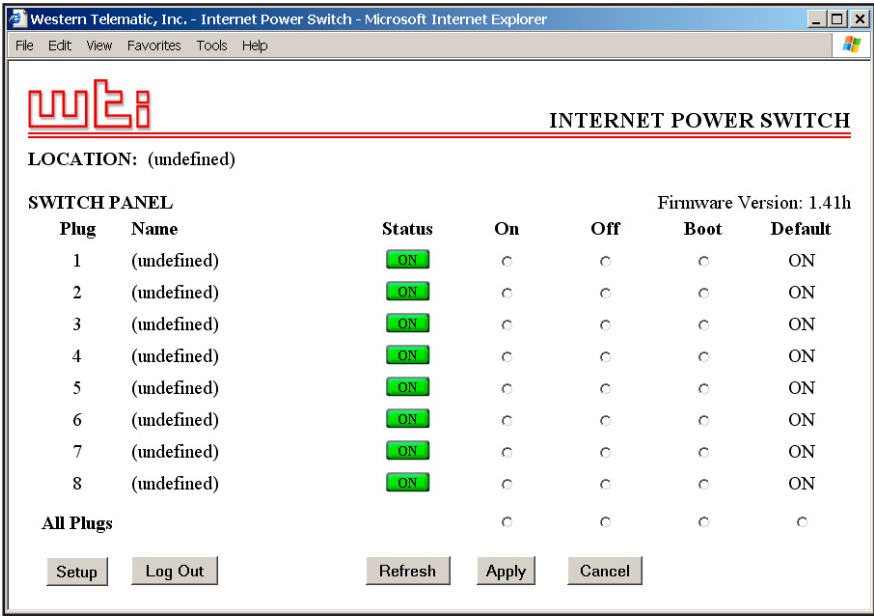 Western Telematic, Inc. - Internet Power Switch - Microsoft Internet Explorer
File Edit View Favorites Tools Help
wti
INTERNET POWER SWITCH
LOCATION: (undefined)
SWITCH PANEL Firmware Version: 1.41h
Plug Name Status On Off Boot Default
1 (undefined) ON ON
2 (undefined) ON ON
3 (undefined) ON ON
4 (undefined) ON ON
5 (undefined) ON ON
6 (undefined) ON ON
7 (undefined) ON ON
8 (undefined) ON ON
All Plugs
Setup Log Out Refresh Apply Cancel